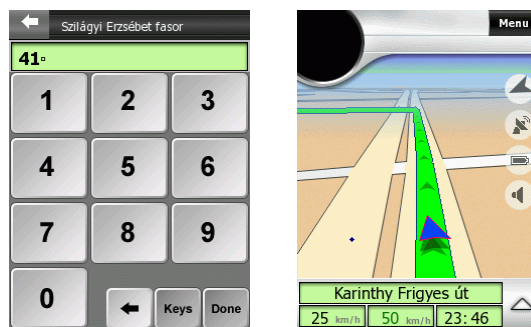 Szilágyi Erzsébet fasor
41
1 2 3
4 5 6
7 8 9
0 Keys Done
Menu
Karinthy Frigyes út
25 km/h 50 km/h 23:46